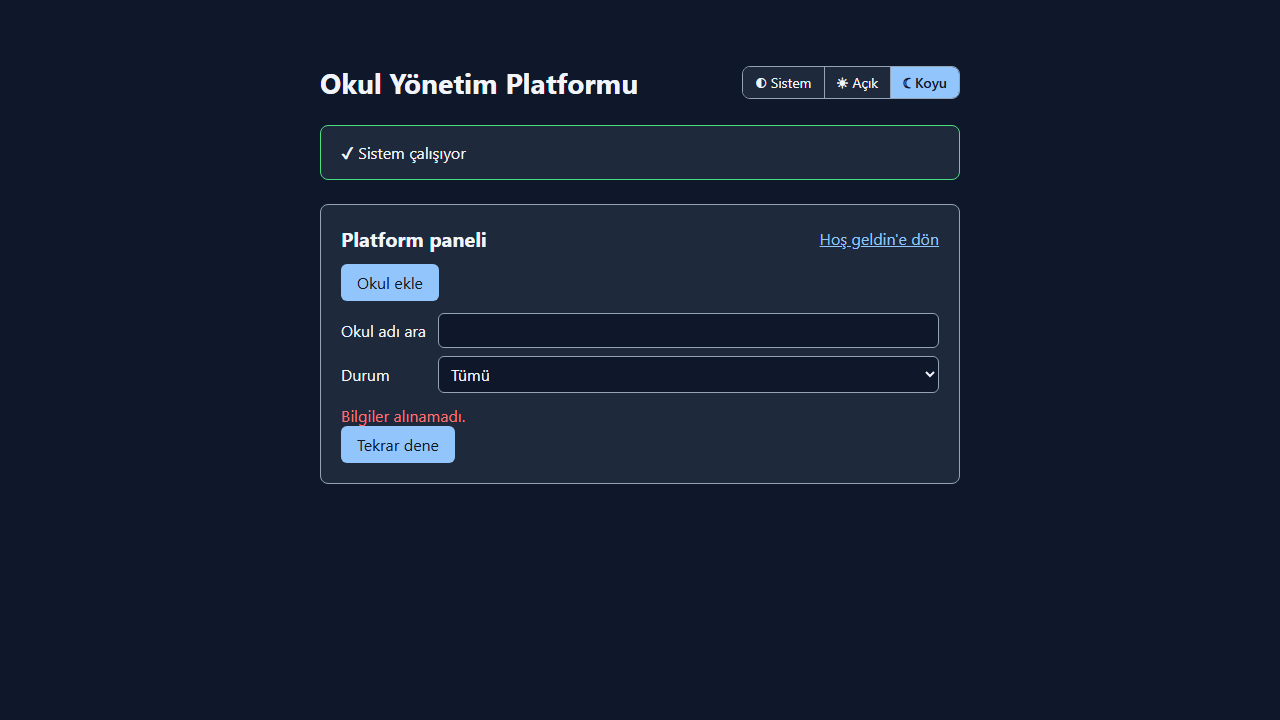 Okul Yönetim Platformu
◐ Sistem ☀ Açık ☾ Koyu
✔ Sistem çalışıyor
Platform paneli
Hoş geldin'e dön
Okul ekle
Okul adı ara
Durum Tümü
Bilgiler alınamadı.
Tekrar dene